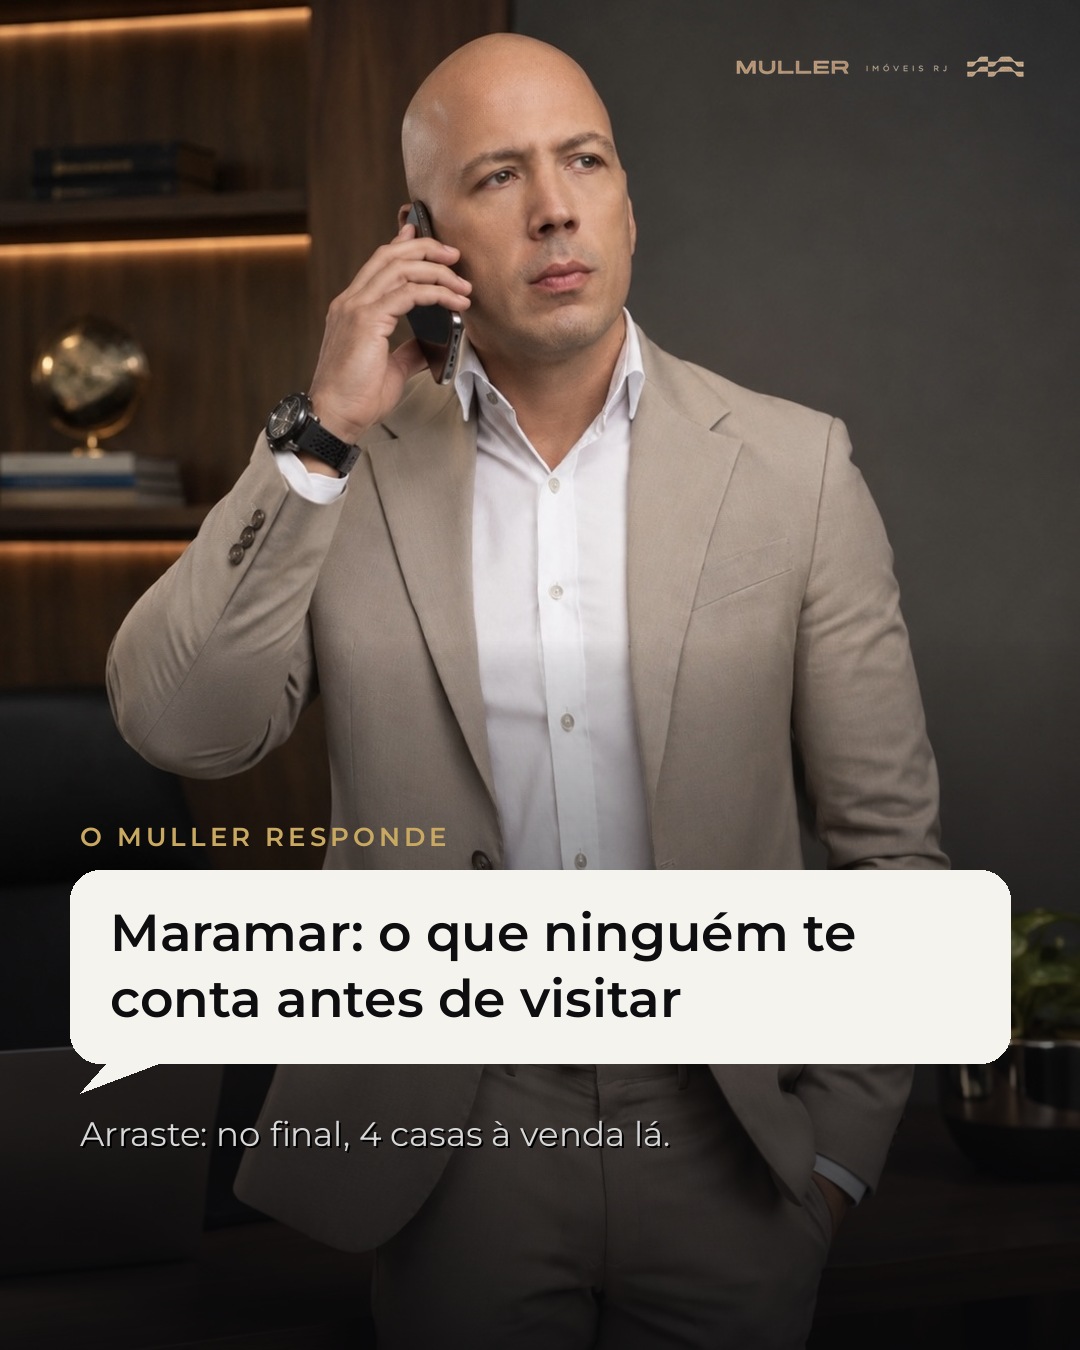 MULLER IMÓVEIS RJ
O MULLER RESPONDE
Maramar: o que ninguém te
conta antes de visitar
Arraste: no final, 4 casas à venda lá.